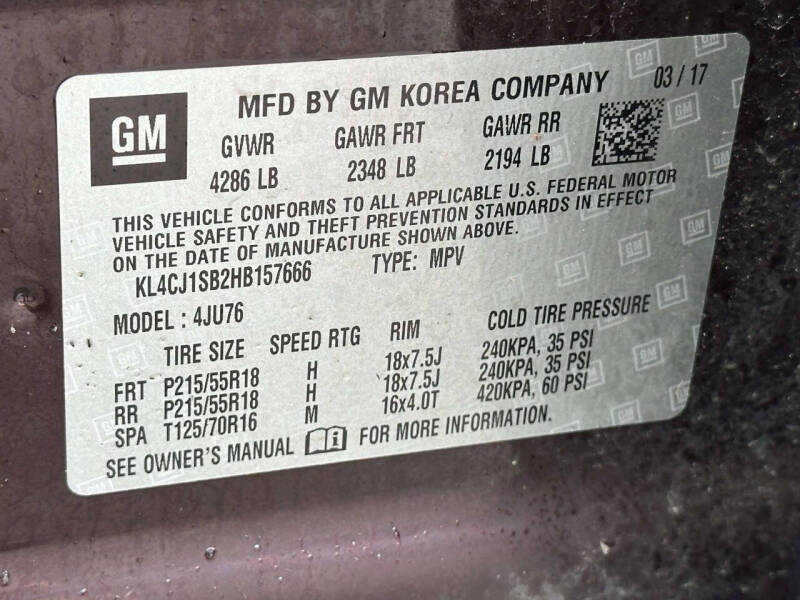 GM
MFD BY GM KOREA COMPANY 03 / 17
GVWR GAWR FRT GAWR RR
4286 LB 2348 LB 2194 LB
THIS VEHICLE CONFORMS TO ALL APPLICABLE U.S. FEDERAL MOTOR
VEHICLE SAFETY AND THEFT PREVENTION STANDARDS IN EFFECT
ON THE DATE OF MANUFACTURE SHOWN ABOVE.
KL4CJ1SB2HB157666 TYPE: MPV
MODEL : 4JU76
TIRE SIZE SPEED RTG RIM COLD TIRE PRESSURE
FRT P215/55R18 H 18x7.5J 240KPA, 35 PSI
RR P215/55R18 H 18x7.5J 240KPA, 35 PSI
SPA T125/70R16 M 16x4.0T 420KPA, 60 PSI
SEE OWNER'S MANUAL FOR MORE INFORMATION.